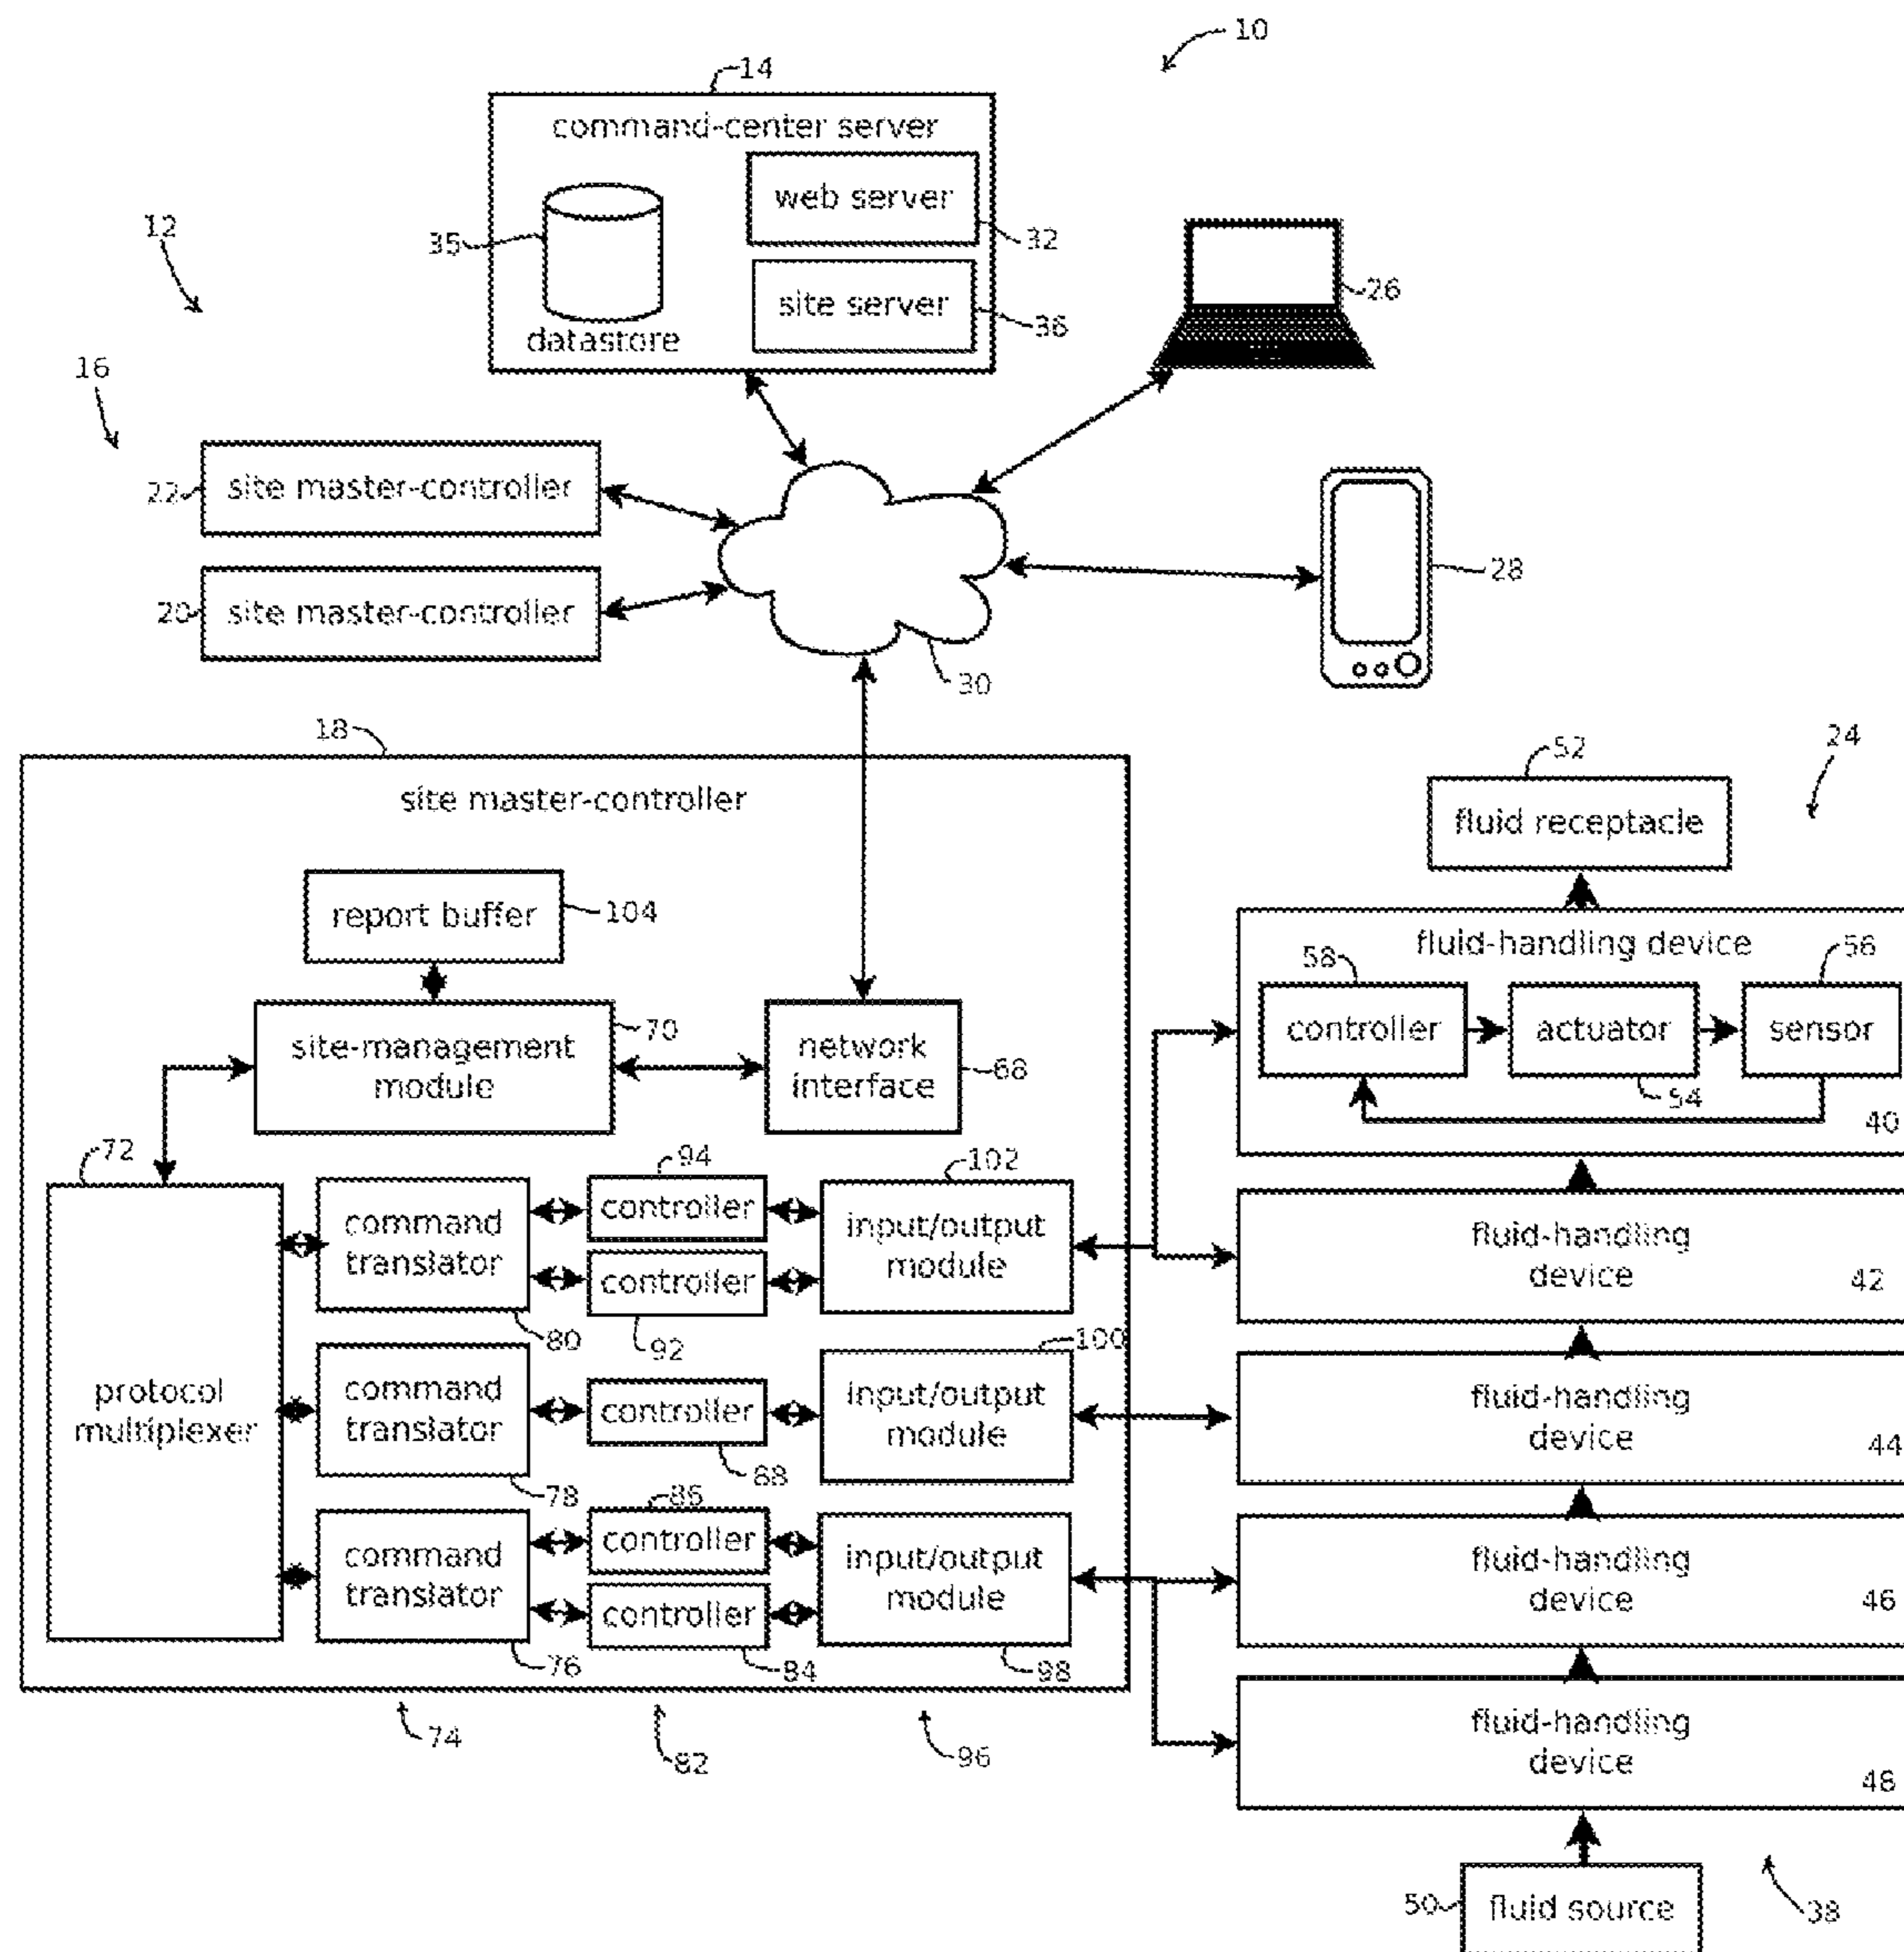 10
14
command-center server
web server
12
35
32
site server
26
36
datastore
16
22
site master-controller
28
20
site master-controller
30
18
24
52
site master-controller
fluid receptacle
report buffer
104
fluid-handling device
58
56
site-management
module
70
network
interface
68
controller
actuator
sensor
54
40
72
94
102
command
translator
controller
input/output
module
controller
fluid-handling
device
42
80
92
100
protocol
multiplexer
command
translator
controller
input/output
module
fluid-handling
device
44
78
88
86
command
translator
controller
input/output
module
controller
fluid-handling
device
46
76
84
98
74
82
96
fluid-handling
device
48
50
fluid source
38